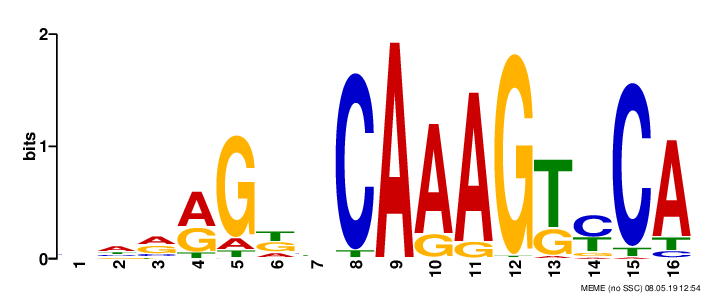 2
bits
1
0
A A A G T C A A A G T C C A
G G A G T G G G T T T
1 2 3 4 5 6 7 8 9 10 11 12 13 14 15 16
MEME (no SSC) 08.05.19 12:54